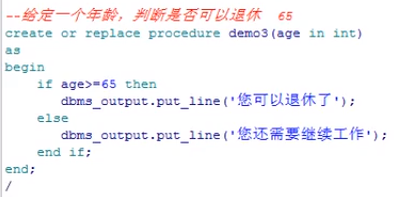 --给定一个年龄，判断是否可以退休  65
create or replace procedure demo3(age in int)
as
begin
    if age>=65 then
        dbms_output.put_line('您可以退休了');
    else
        dbms_output.put_line('您还需要继续工作');
    end if;
end;
/